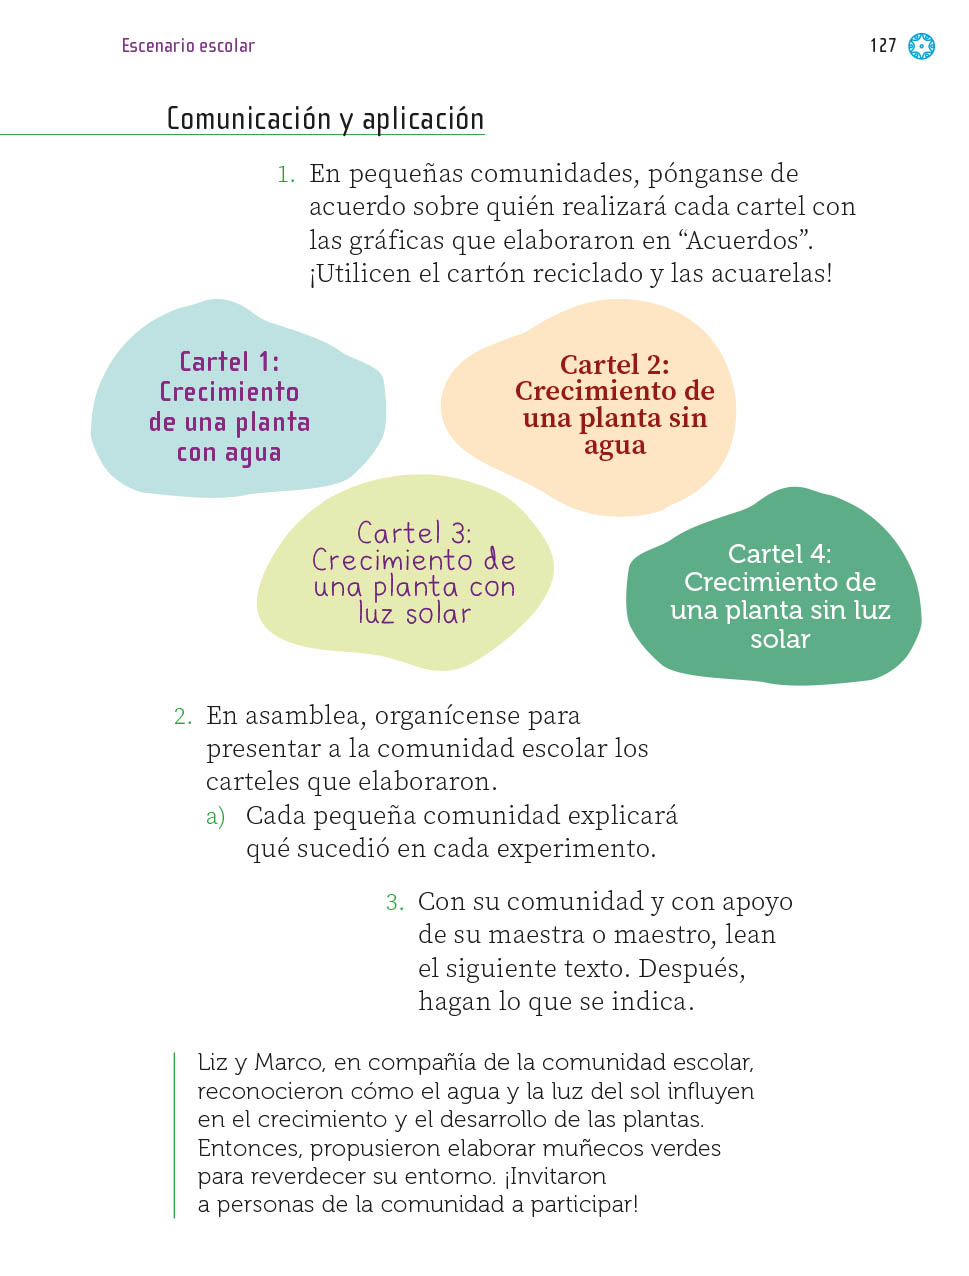 Escenario escolar
127
Comunicación y aplicación
1. En pequeñas comunidades, pónganse de
acuerdo sobre quién realizará cada cartel con
las gráficas que elaboraron en “Acuerdos”.
¡Utilicen el cartón reciclado y las acuarelas!
Cartel 1:
Crecimiento
de una planta
con agua
Cartel 2:
Crecimiento de
una planta sin
agua
Cartel 3:
Crecimiento de
una planta con
luz solar
Cartel 4:
Crecimiento de
una planta sin luz
solar
2. En asamblea, organícense para
presentar a la comunidad escolar los
carteles que elaboraron.
a) Cada pequeña comunidad explicará
qué sucedió en cada experimento.
3. Con su comunidad y con apoyo
de su maestra o maestro, lean
el siguiente texto. Después,
hagan lo que se indica.
Liz y Marco, en compañía de la comunidad escolar,
reconocieron cómo el agua y la luz del sol influyen
en el crecimiento y el desarrollo de las plantas.
Entonces, propusieron elaborar muñecos verdes
para reverdecer su entorno. ¡Invitaron
a personas de la comunidad a participar!